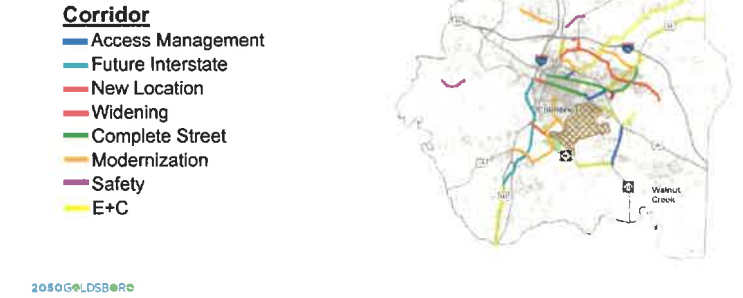 Corridor
Access Management
Future Interstate
New Location
Widening
Complete Street
Modernization
Safety
E+C
Walnut
Creek
2050GOLDSBORO